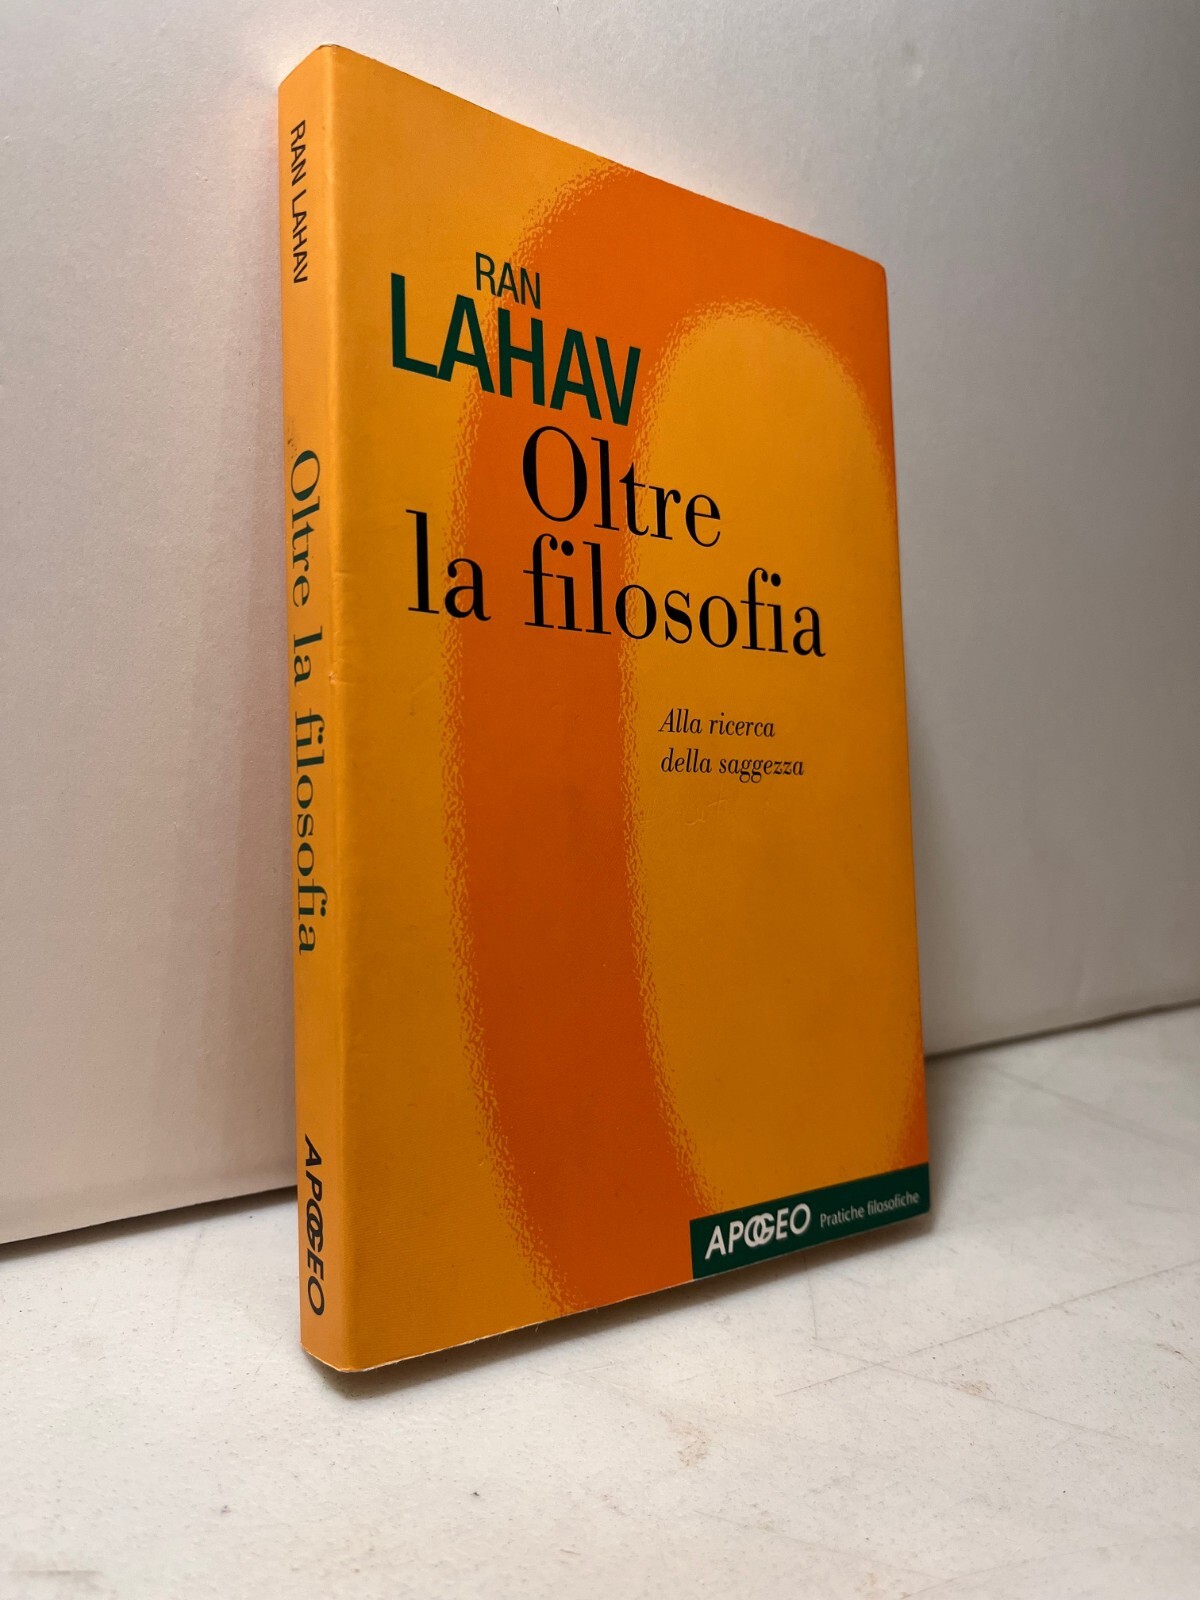 RAN LAHAV
Oltre la filosofia
APOGEO
RAN
LAHAV
Oltre
la filosofia
Alla ricerca
della saggezza
APOGEO Pratiche filosofiche